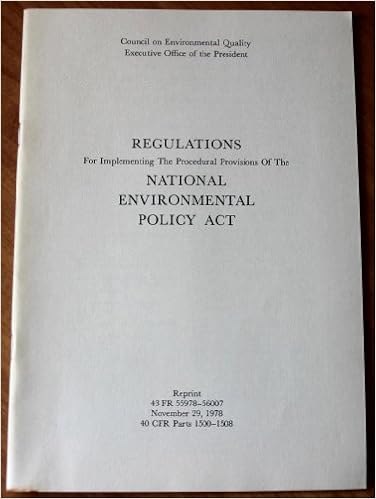 Council on Environmental Quality
Executive Office of the President
REGULATIONS
For Implementing The Procedural Provisions Of The
NATIONAL
ENVIRONMENTAL
POLICY ACT
Reprint
43 FR 55978–56007
November 29, 1978
40 CFR Parts 1500–1508